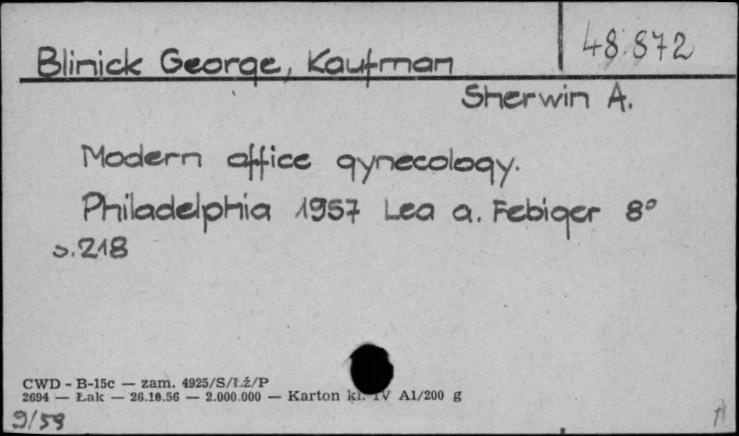 48.872
Blinick George, Kaufman
Sherwin A.
Modern office gynecology.
Philadelphia 1957 Lea a. Febiger 8°
s.218
CWD - B-15c — zam. 4925/S/Łż/P
2694 — Łak — 26.10.56 — 2.000.000 — Karton kl. IV A1/200 g
9/59